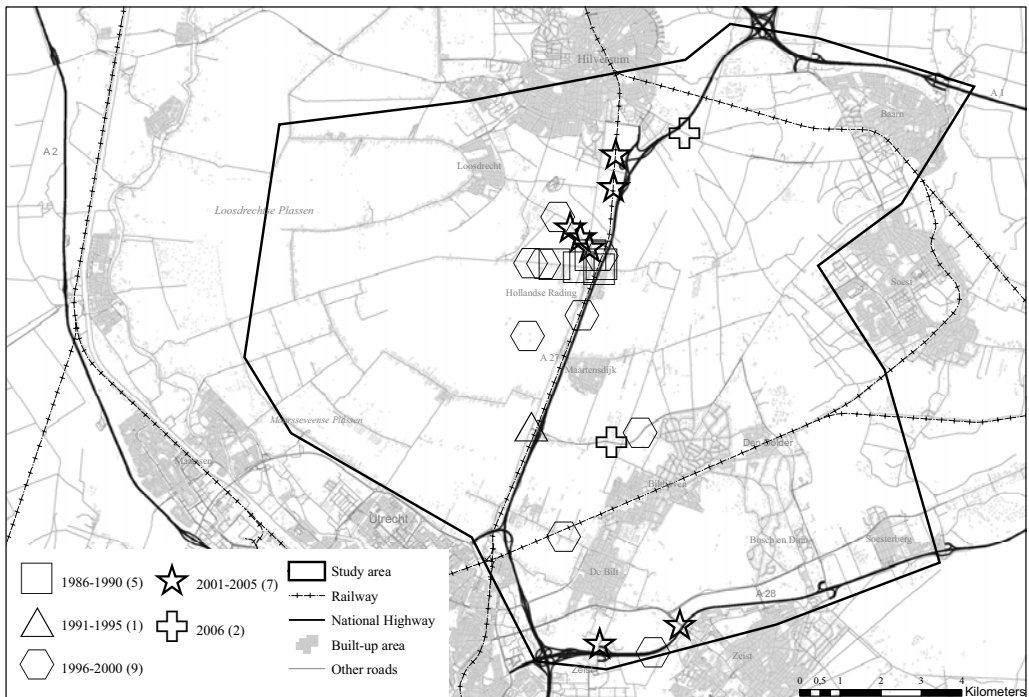 Hilversum
A 1
Baarn
A 2
Loosdrecht
Loosdrechtse Plassen
Soest
Hollandse Rading
A 27
Maartensdijk
Maarsseveense Plassen
Den Dolder
Maarssen
Bilthoven
Utrecht
Bosch en Duin
Soesterberg
De Bilt
A 28
Zeist
Zeist
1986-1990 (5)
2001-2005 (7)
Study area
Railway
1991-1995 (1)
2006 (2)
National Highway
Built-up area
1996-2000 (9)
Other roads
0 0,5 1 2 3 4
Kilometers